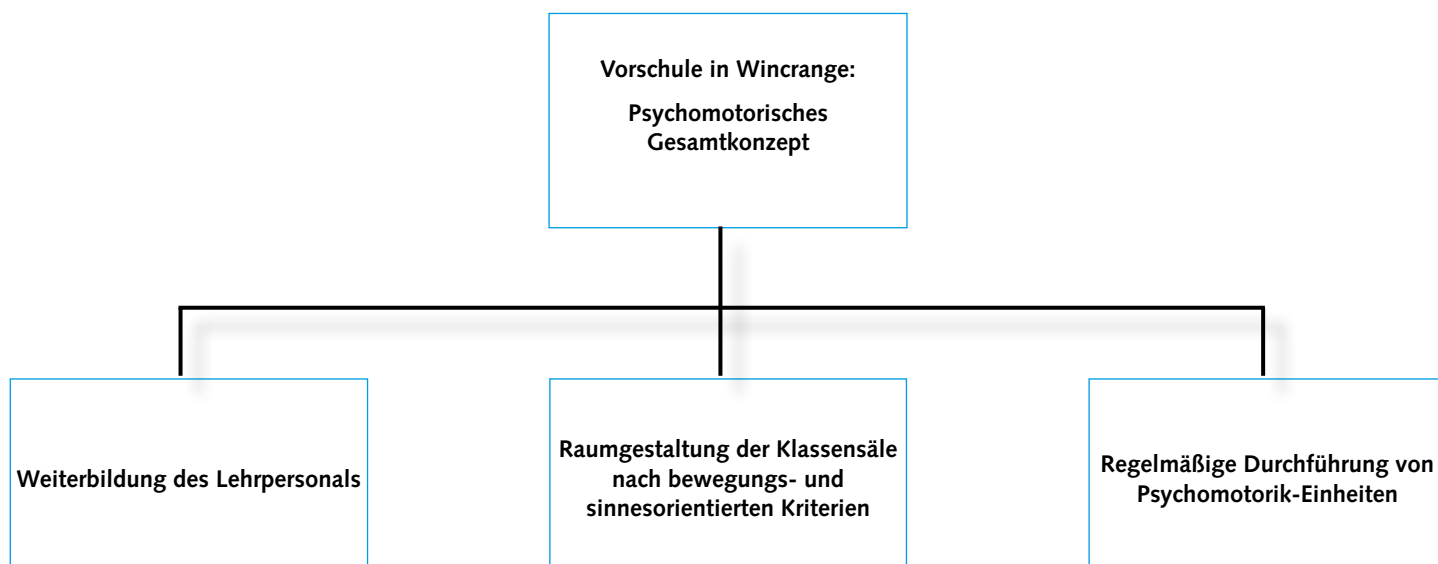 Vorschule in Wincrange:
Psychomotorisches
Gesamtkonzept
Weiterbildung des Lehrpersonals
Raumgestaltung der Klassensäle
nach bewegungs- und
sinnesorientierten Kriterien
Regelmäßige Durchführung von
Psychomotorik-Einheiten